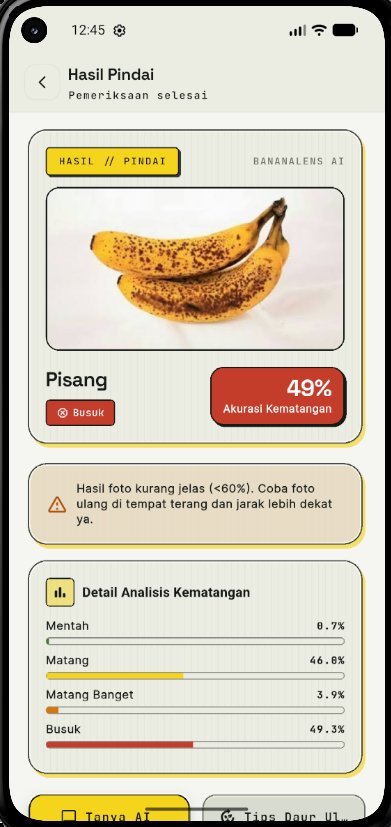 12:45
Hasil Pindai
Pemeriksaan selesai
HASIL // PINDAI
BANANALENS AI
Pisang
49%
Akurasi Kematangan
Busuk
Hasil foto kurang jelas (<60%). Coba foto
ulang di tempat terang dan jarak lebih dekat
ya.
Detail Analisis Kematangan
Mentah 0.7%
Matang 46.0%
Matang Banget 3.9%
Busuk 49.3%
Tanya AI
Tips Daur Ul…